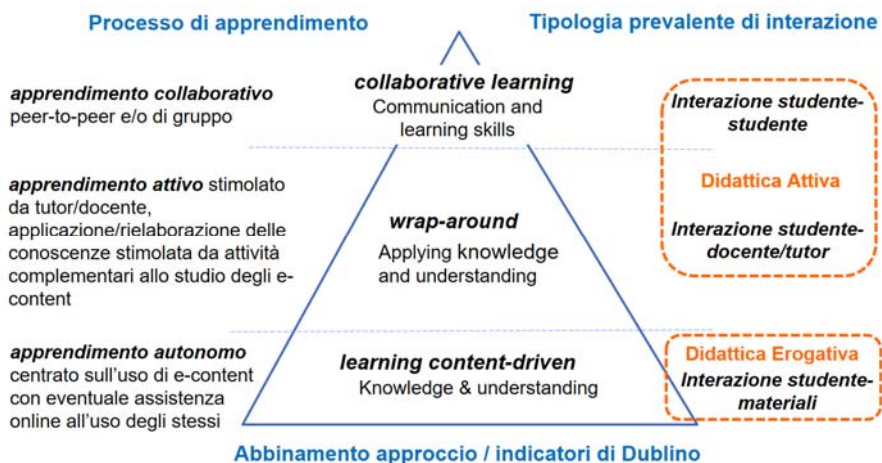 Processo di apprendimento
Tipologia prevalente di interazione
apprendimento collaborativo
peer-to-peer e/o di gruppo
collaborative learning
Communication and
learning skills
Interazione studente-
studente
Didattica Attiva
apprendimento attivo stimolato
da tutor/docente,
applicazione/rielaborazione delle
conoscenze stimolata da attività
complementari allo studio degli e-
content
wrap-around
Applying knowledge
and understanding
Interazione studente-
docente/tutor
apprendimento autonomo
centrato sull'uso di e-content
con eventuale assistenza
online all'uso degli stessi
learning content-driven
Knowledge & understanding
Didattica Erogativa
Interazione studente-
materiali
Abbinamento approccio / indicatori di Dublino